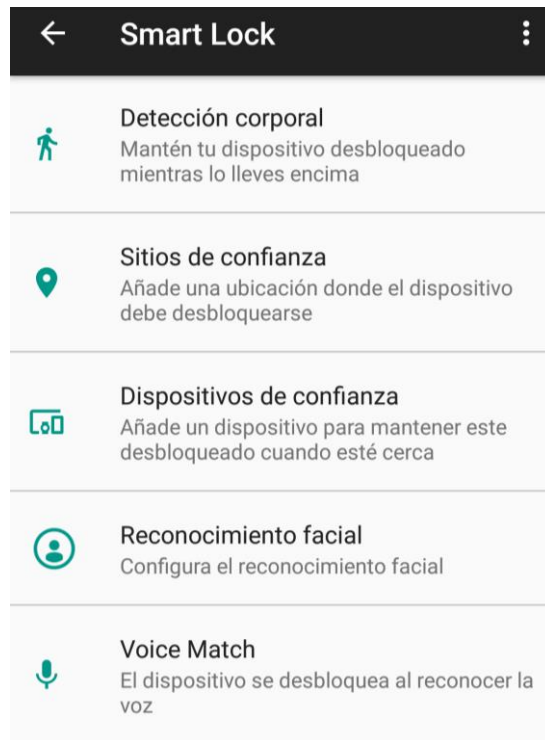 Smart Lock
Detección corporal
Mantén tu dispositivo desbloqueado
mientras lo lleves encima
Sitios de confianza
Añade una ubicación donde el dispositivo
debe desbloquearse
Dispositivos de confianza
Añade un dispositivo para mantener este
desbloqueado cuando esté cerca
Reconocimiento facial
Configura el reconocimiento facial
Voice Match
El dispositivo se desbloquea al reconocer la
voz